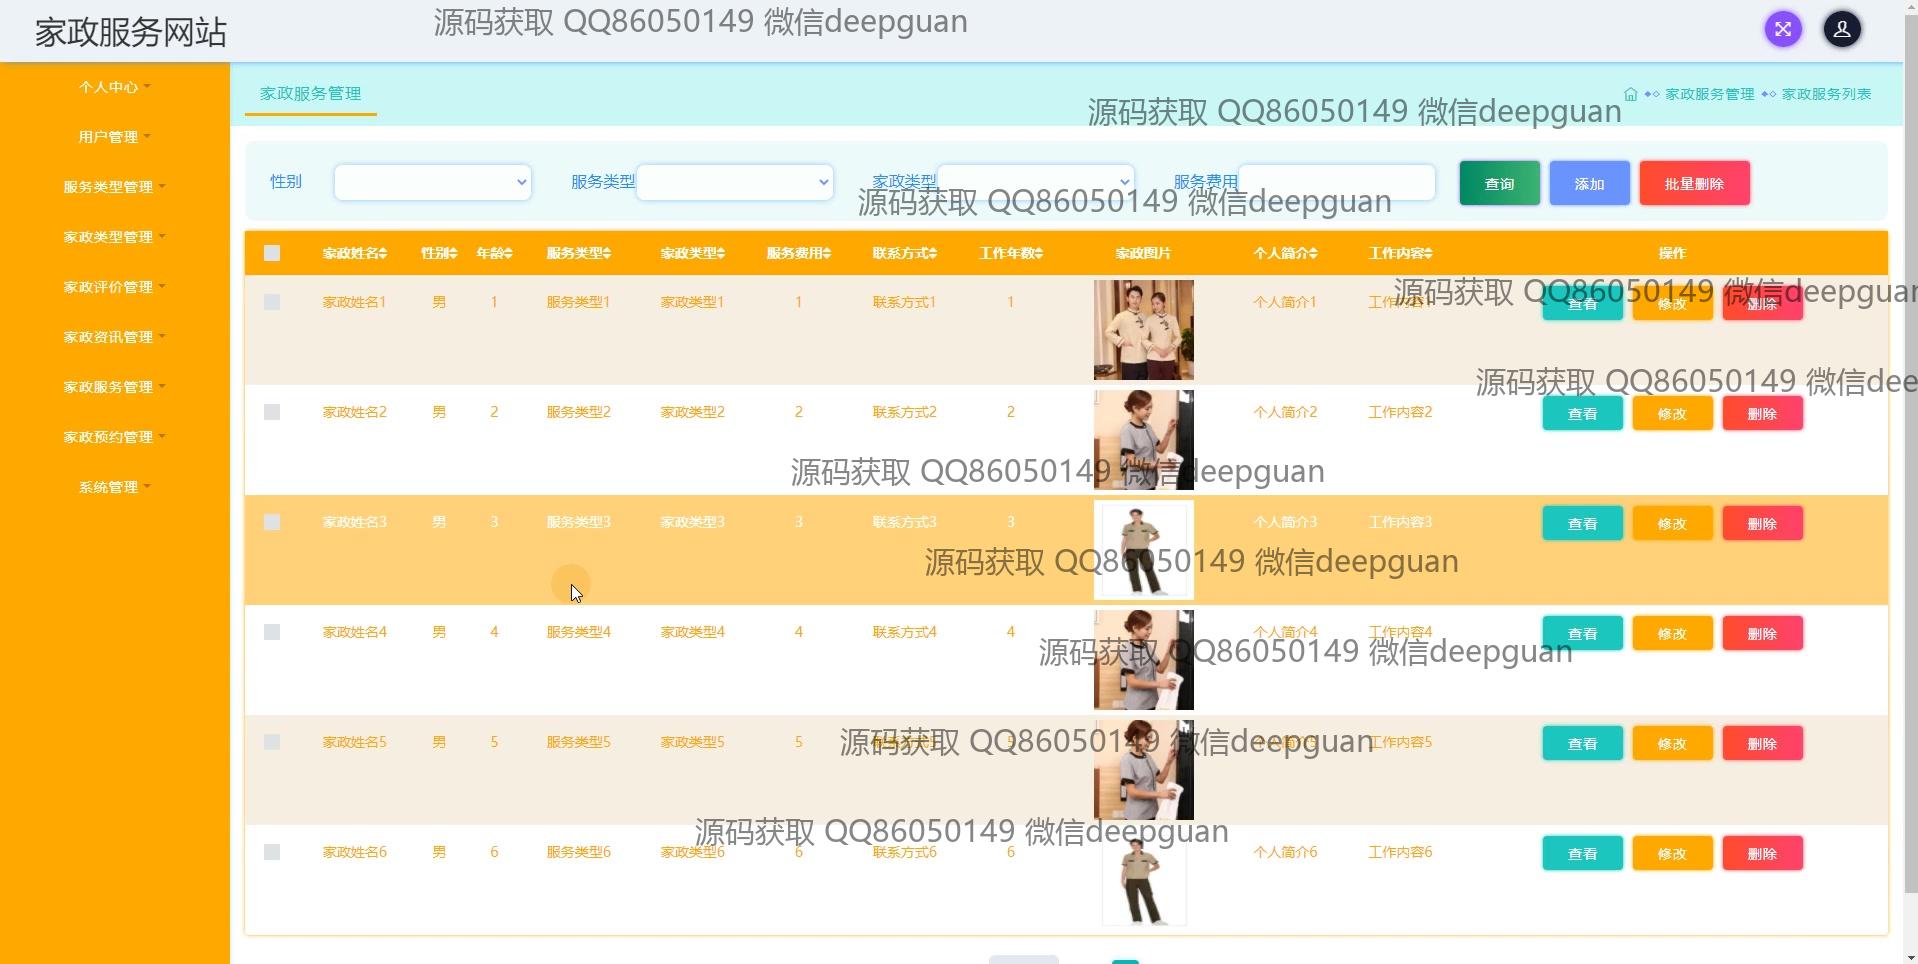 家政服务网站
源码获取 QQ86050149 微信deepguan
个人中心
用户管理
服务类型管理
家政类型管理
家政评价管理
家政资讯管理
家政服务管理
家政预约管理
系统管理
家政服务管理
家政服务管理 家政服务列表
源码获取 QQ86050149 微信deepguan
性别 服务类型 家政类型 服务费用 查询 添加 批量删除
源码获取 QQ86050149 微信deepguan
家政姓名 性别 年龄 服务类型 家政类型 服务费用 联系方式 工作年数 家政图片 个人简介 工作内容 操作
家政姓名1 男 1 服务类型1 家政类型1 1 联系方式1 1 个人简介1 工作内容1 查看 修改 删除
源码获取 QQ86050149 微信deepguan
源码获取 QQ86050149 微信dee
家政姓名2 男 2 服务类型2 家政类型2 2 联系方式2 2 个人简介2 工作内容2 查看 修改 删除
源码获取 QQ86050149 微信deepguan
家政姓名3 男 3 服务类型3 家政类型3 3 联系方式3 3 个人简介3 工作内容3 查看 修改 删除
源码获取 QQ86050149 微信deepguan
家政姓名4 男 4 服务类型4 家政类型4 4 联系方式4 4 个人简介4 工作内容4 查看 修改 删除
源码获取 QQ86050149 微信deepguan
家政姓名5 男 5 服务类型5 家政类型5 5 联系方式5 5 个人简介5 工作内容5 查看 修改 删除
源码获取 QQ86050149 微信deepguan
源码获取 QQ86050149 微信deepguan
家政姓名6 男 6 服务类型6 家政类型6 6 联系方式6 6 个人简介6 工作内容6 查看 修改 删除